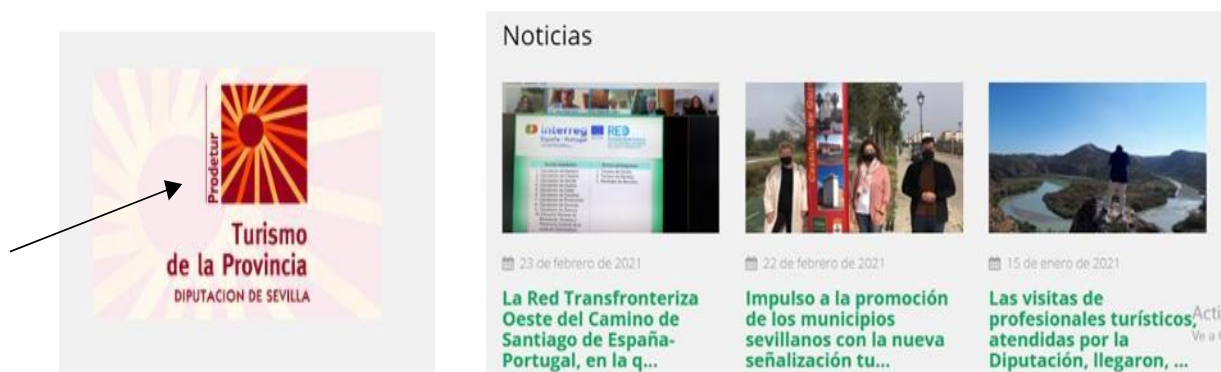 Prodetur
Turismo
de la Provincia
DIPUTACION DE SEVILLA
Noticias
interreg
España - Portugal
RED
23 de febrero de 2021
La Red Transfronteriza
Oeste del Camino de
Santiago de España-
Portugal, en la q...
22 de febrero de 2021
Impulso a la promoción
de los municipios
sevillanos con la nueva
señalización tu...
15 de enero de 2021
Las visitas de
profesionales turísticos,
atendidas por la
Diputación, llegaron, ...
Acti
Ve a